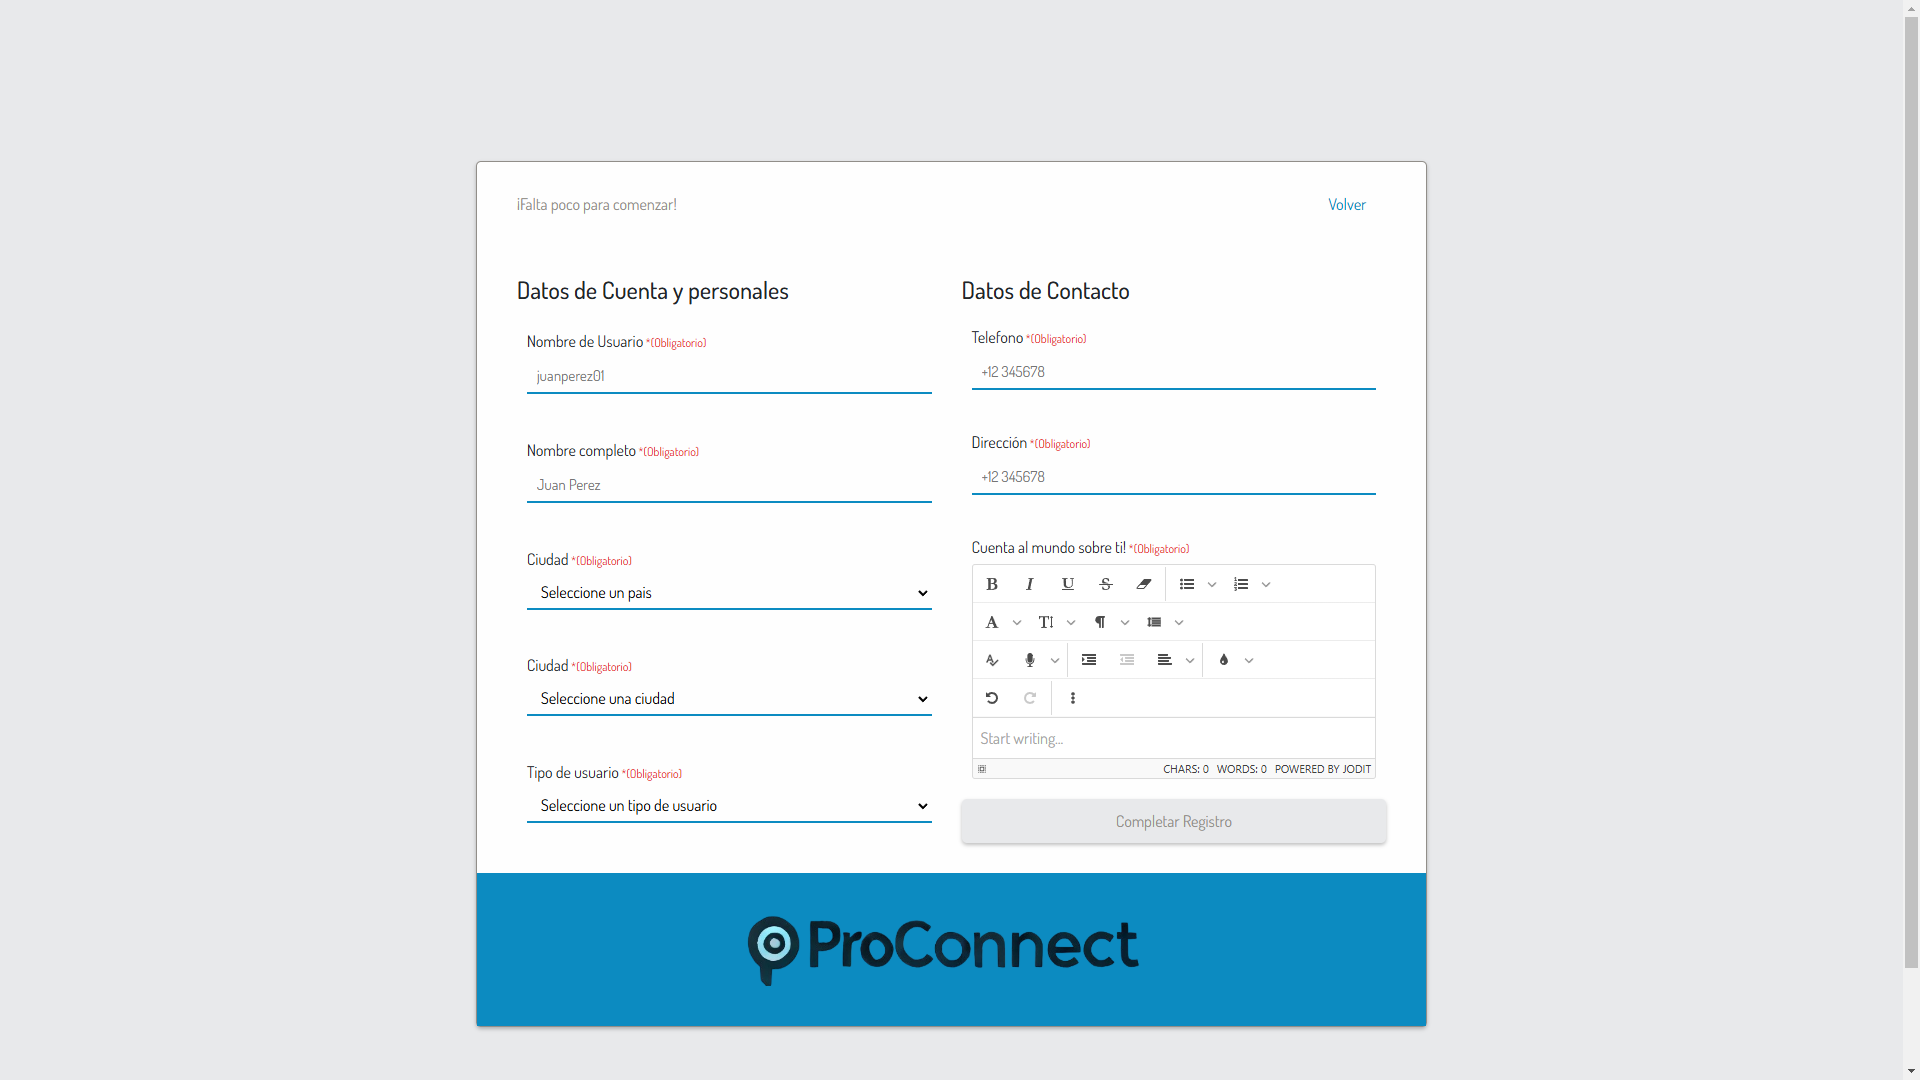 ¡Falta poco para comenzar!
Volver
Datos de Cuenta y personales
Nombre de Usuario *(Obligatorio)
juanperez01
Nombre completo *(Obligatorio)
Juan Perez
Ciudad *(Obligatorio)
Seleccione un pais
Ciudad *(Obligatorio)
Seleccione una ciudad
Tipo de usuario *(Obligatorio)
Seleccione un tipo de usuario
Datos de Contacto
Telefono *(Obligatorio)
+12 345678
Dirección *(Obligatorio)
+12 345678
Cuenta al mundo sobre ti! *(Obligatorio)
Start writing...
CHARS: 0 WORDS: 0 POWERED BY JODIT
Completar Registro
ProConnect